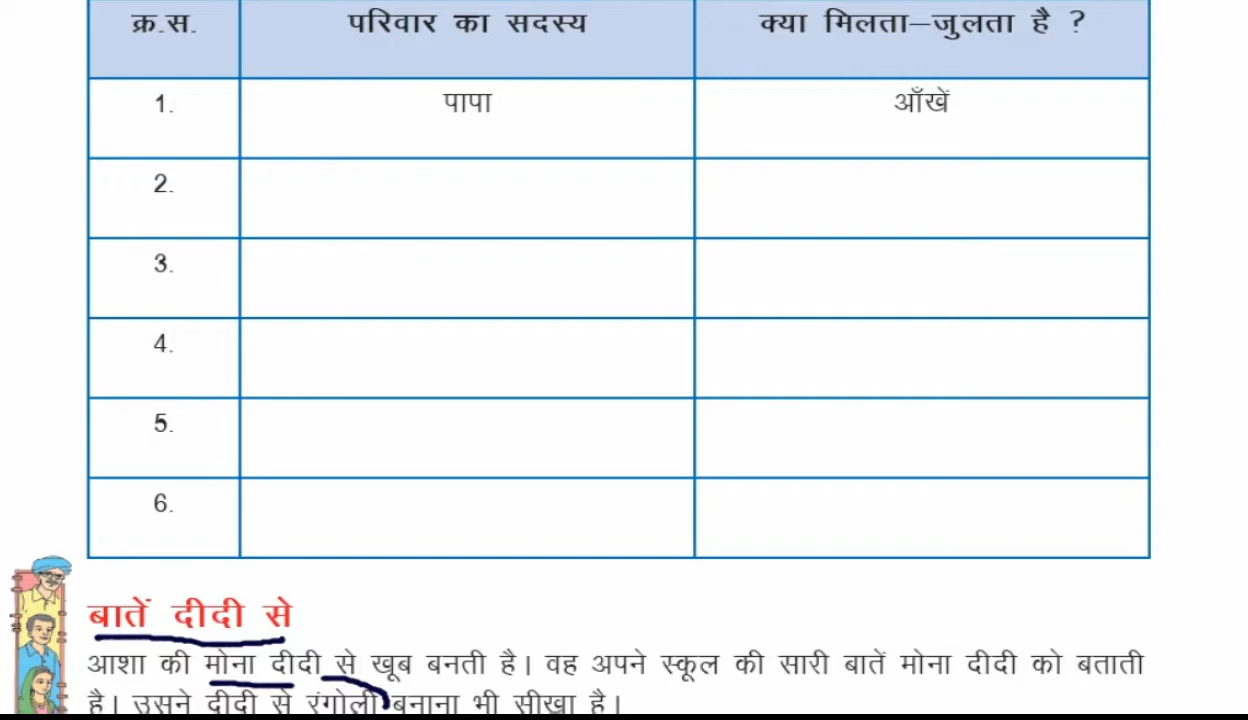 क्र.स. परिवार का सदस्य क्या मिलता–जुलता है ?
1. पापा आँखें
2.
3.
4.
5.
6.
बातें दीदी से
आशा की मोना दीदी से खूब बनती है। वह अपने स्कूल की सारी बातें मोना दीदी को बताती
है। उसने दीदी से रंगोली बनाना भी सीखा है।